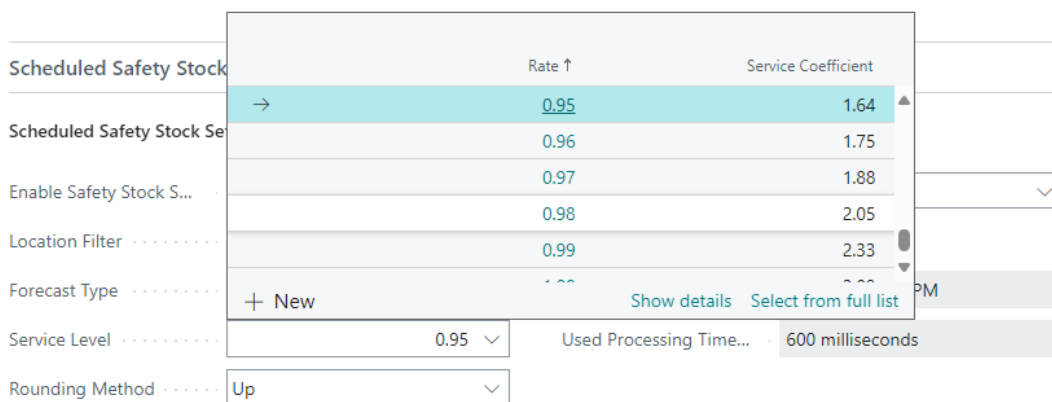 Rate ↑ Service Coefficient
Scheduled Safety Stock
→ 0.95 1.64
Scheduled Safety Stock Se
0.96 1.75
0.97 1.88
Enable Safety Stock S...
0.98 2.05
Location Filter
0.99 2.33
Forecast Type
+ New Show details Select from full list PM
Service Level 0.95 Used Processing Time... 600 milliseconds
Rounding Method Up